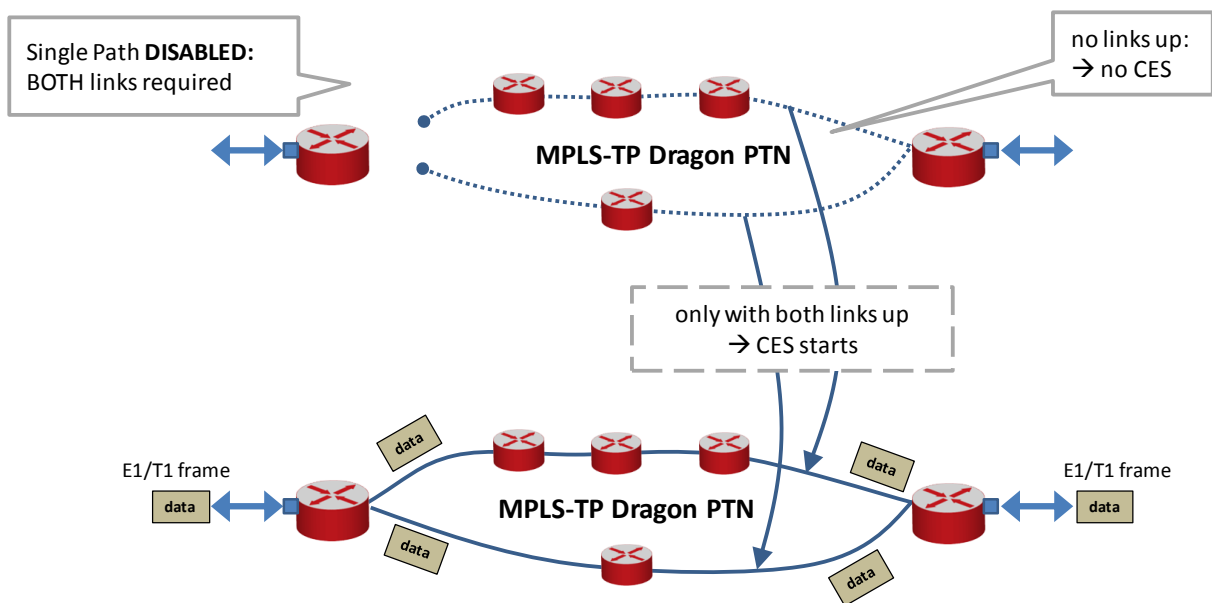 Single Path DISABLED:
BOTH links required
no links up:
→ no CES
MPLS-TP Dragon PTN
only with both links up
→ CES starts
data
data
E1/T1 frame
E1/T1 frame
data
MPLS-TP Dragon PTN
data
data
data